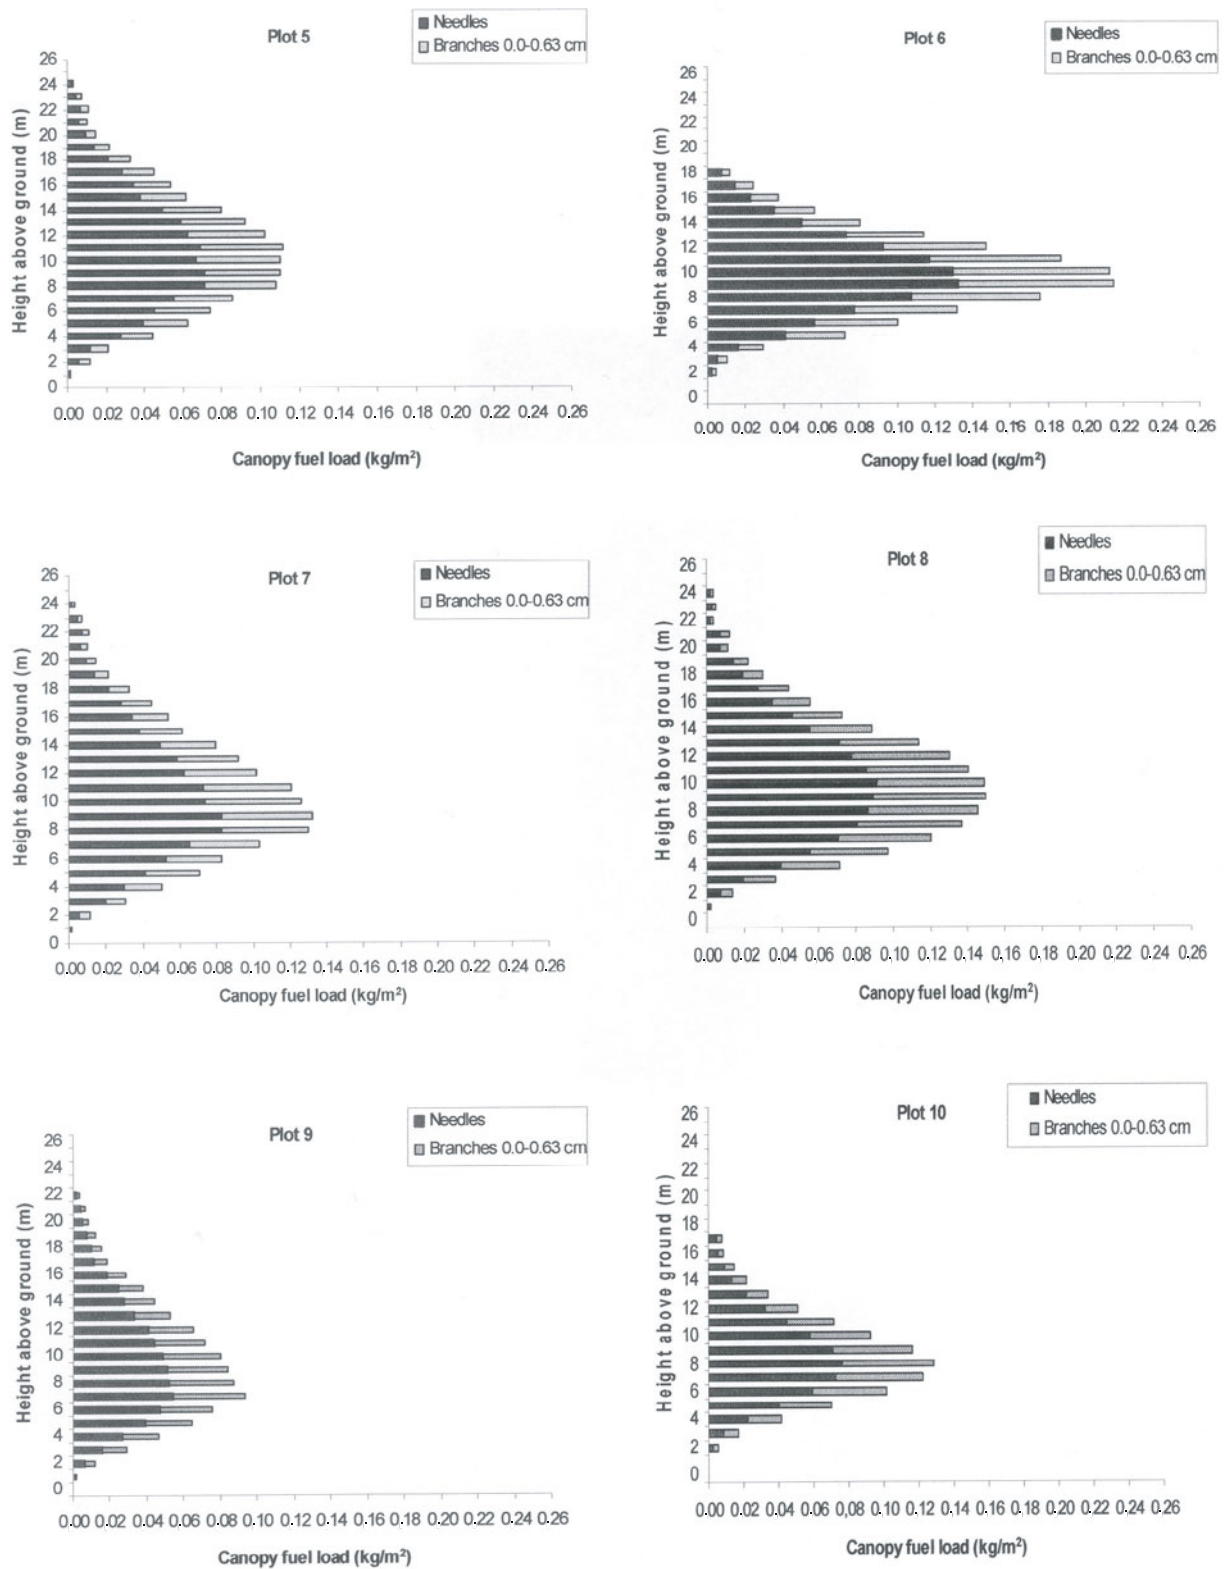 Plot 5
Needles
Branches 0.0-0.63 cm
Height above ground (m)
26
24
22
20
18
16
14
12
10
8
6
4
2
0
0.00 0.02 0.04 0.06 0.08 0.10 0.12 0.14 0.16 0.18 0.20 0.22 0.24 0.26
Canopy fuel load (kg/m²)
Plot 6
Needles
Branches 0.0-0.63 cm
Height above ground (m)
26
24
22
20
18
16
14
12
10
8
6
4
2
0
0.00 0.02 0.04 0.06 0.08 0.10 0.12 0.14 0.16 0.18 0.20 0.22 0.24 0.26
Canopy fuel load (κg/m²)
Plot 7
Needles
Branches 0.0-0.63 cm
Height above ground (m)
26
24
22
20
18
16
14
12
10
8
6
4
2
0
0.00 0.02 0.04 0.06 0.08 0.10 0.12 0.14 0.16 0.18 0.20 0.22 0.24 0.26
Canopy fuel load (kg/m²)
Plot 8
Needles
Branches 0.0-0.63 cm
Height above ground (m)
26
24
22
20
18
16
14
12
10
8
6
4
2
0
0.00 0.02 0.04 0.06 0.08 0.10 0.12 0.14 0.16 0.18 0.20 0.22 0.24 0.26
Canopy fuel load (kg/m²)
Plot 9
Needles
Branches 0.0-0.63 cm
Height above ground (m)
26
24
22
20
18
16
14
12
10
8
6
4
2
0
0.00 0.02 0.04 0.06 0.08 0.10 0.12 0.14 0.16 0.18 0.20 0.22 0.24 0.26
Canopy fuel load (kg/m²)
Plot 10
Needles
Branches 0.0-0.63 cm
Height above ground (m)
26
24
22
20
18
16
14
12
10
8
6
4
2
0
0.00 0.02 0.04 0.06 0.08 0.10 0.12 0.14 0.16 0.18 0.20 0.22 0.24 0.26
Canopy fuel load (kg/m²)